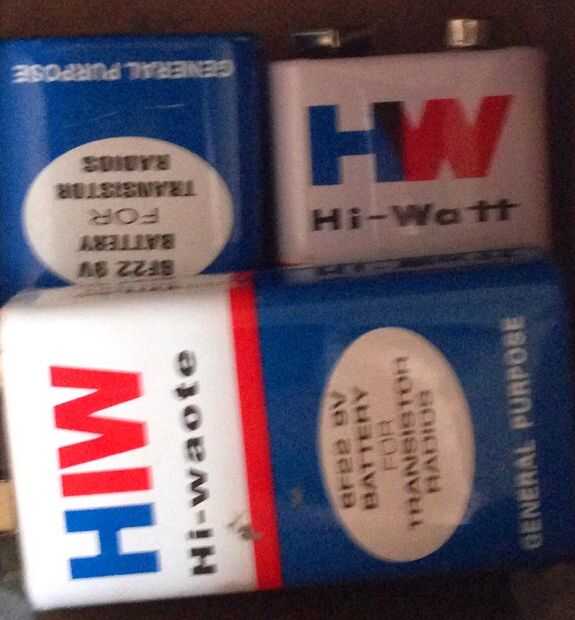 GENERAL PURPOSE
6F22 9V
BATTERY
FOR
TRANSISTOR
RADIOS
HW
Hi-Watt
HIW
Hi-waote
6F22 9V
BATTERY
FOR
TRANSISTOR
RADIOS
GENERAL PURPOSE